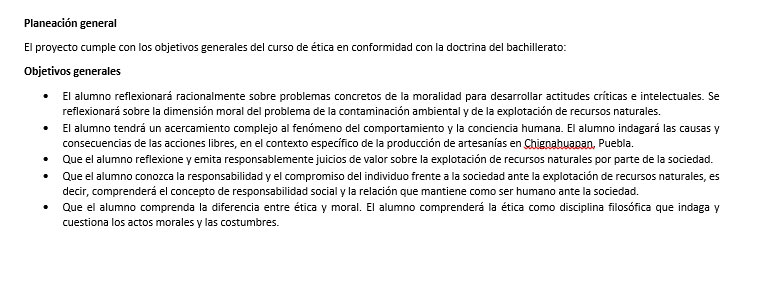 Planeación general
El proyecto cumple con los objetivos generales del curso de ética en conformidad con la doctrina del bachillerato:
Objetivos generales
• El alumno reflexionará racionalmente sobre problemas concretos de la moralidad para desarrollar actitudes críticas e intelectuales. Se
reflexionará sobre la dimensión moral del problema de la contaminación ambiental y de la explotación de recursos naturales.
• El alumno tendrá un acercamiento complejo al fenómeno del comportamiento y la conciencia humana. El alumno indagará las causas y
consecuencias de las acciones libres, en el contexto específico de la producción de artesanías en Chignahuapan, Puebla.
• Que el alumno reflexione y emita responsablemente juicios de valor sobre la explotación de recursos naturales por parte de la sociedad.
• Que el alumno conozca la responsabilidad y el compromiso del individuo frente a la sociedad ante la explotación de recursos naturales, es
decir, comprenderá el concepto de responsabilidad social y la relación que mantiene como ser humano ante la sociedad.
• Que el alumno comprenda la diferencia entre ética y moral. El alumno comprenderá la ética como disciplina filosófica que indaga y
cuestiona los actos morales y las costumbres.